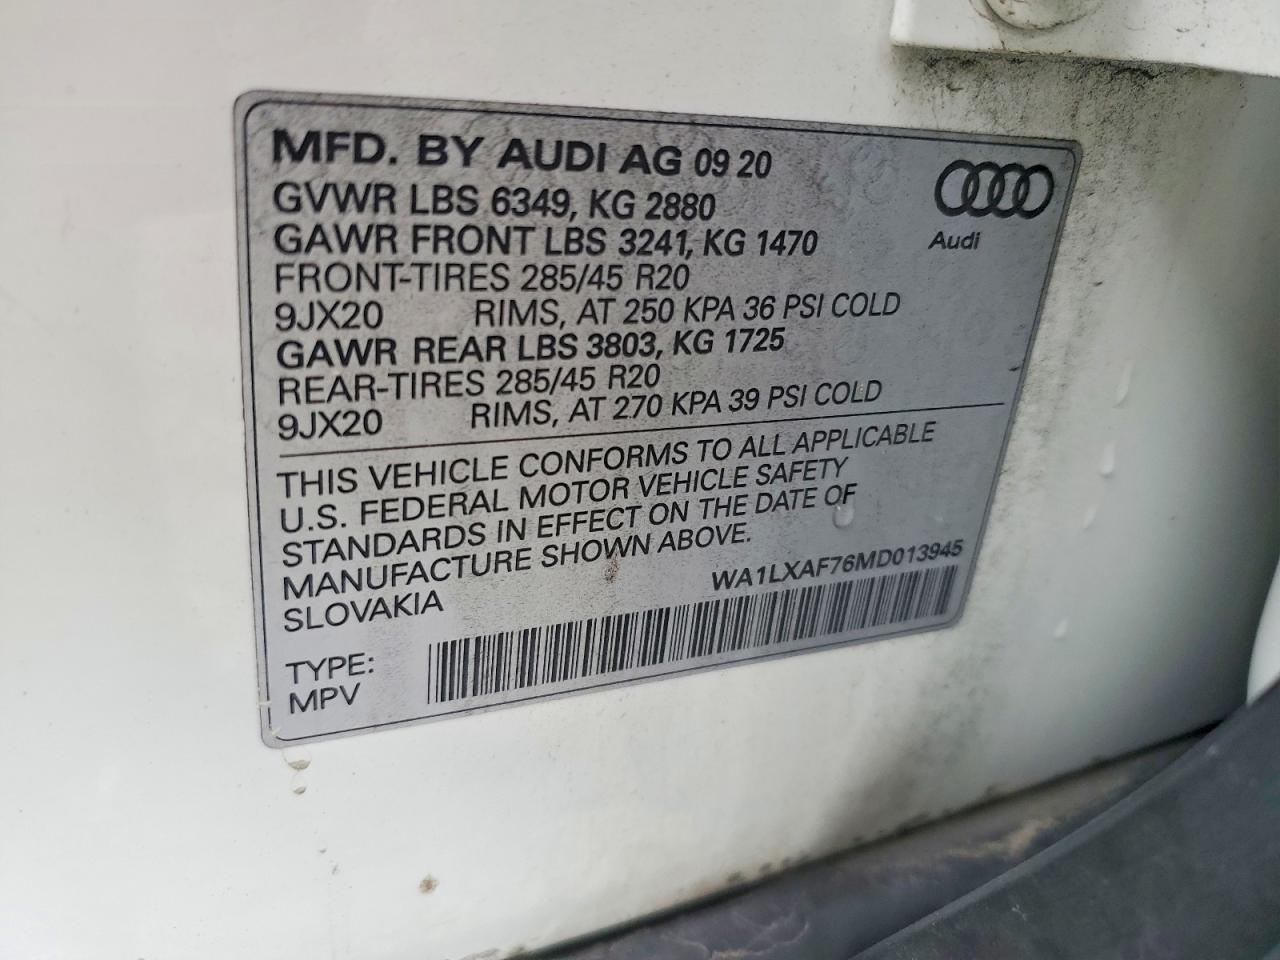 MFD. BY AUDI AG 09 20
GVWR LBS 6349, KG 2880
GAWR FRONT LBS 3241, KG 1470
FRONT-TIRES 285/45 R20
9JX20 RIMS, AT 250 KPA 36 PSI COLD
GAWR REAR LBS 3803, KG 1725
REAR-TIRES 285/45 R20
9JX20 RIMS, AT 270 KPA 39 PSI COLD
Audi
THIS VEHICLE CONFORMS TO ALL APPLICABLE
U.S. FEDERAL MOTOR VEHICLE SAFETY
STANDARDS IN EFFECT ON THE DATE OF
MANUFACTURE SHOWN ABOVE.
SLOVAKIA
WA1LXAF76MD013945
TYPE:
MPV